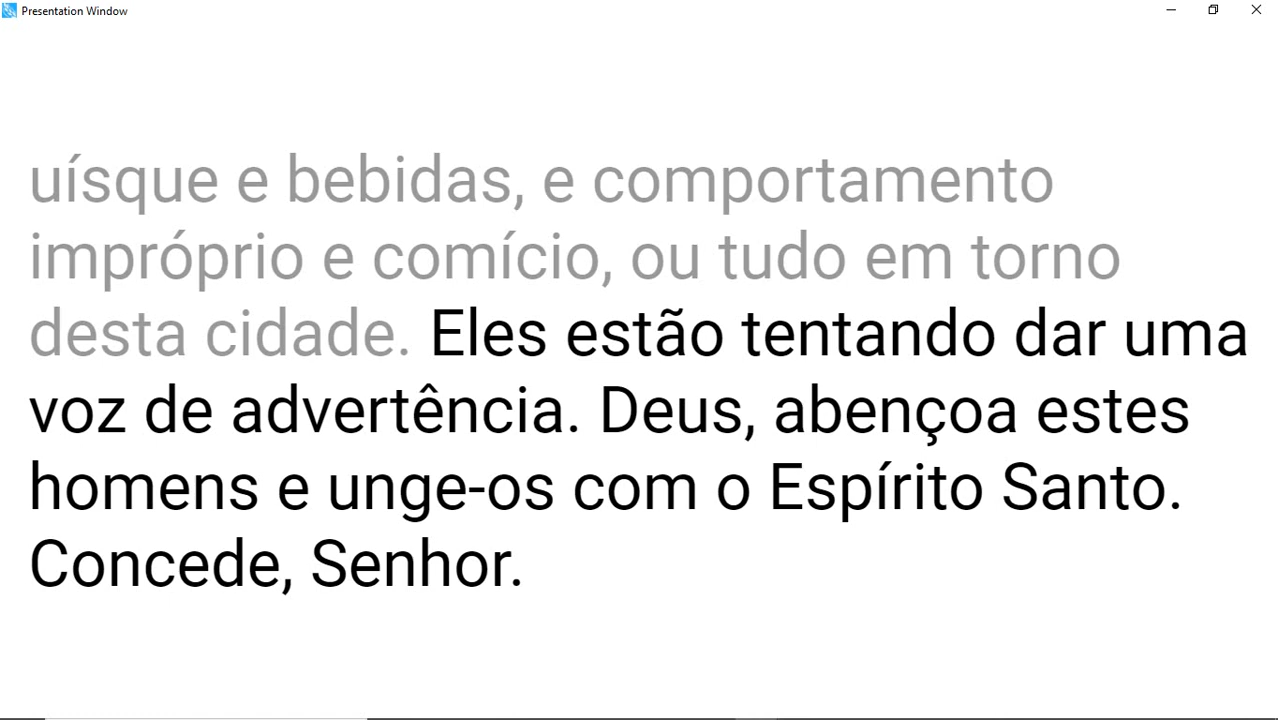 Presentation Window
uísque e bebidas, e comportamento
impróprio e comício, ou tudo em torno
desta cidade. Eles estão tentando dar uma
voz de advertência. Deus, abençoa estes
homens e unge-os com o Espírito Santo.
Concede, Senhor.